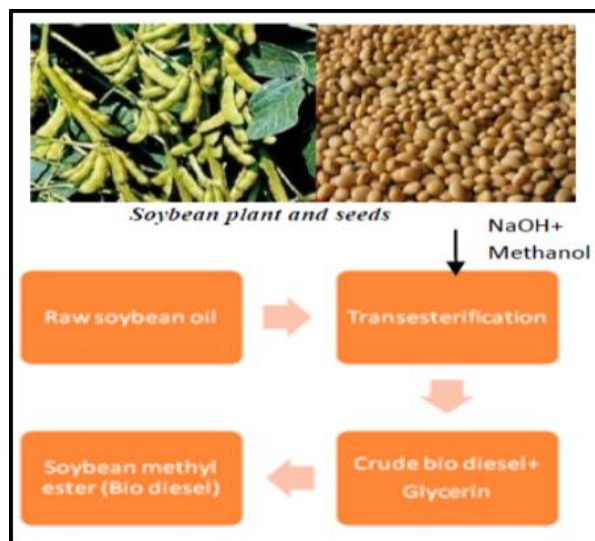 Soybean plant and seeds
NaOH+
Methanol
Raw soybean oil
Transesterification
Soybean methyl
ester (Bio diesel)
Crude bio diesel+
Glycerin